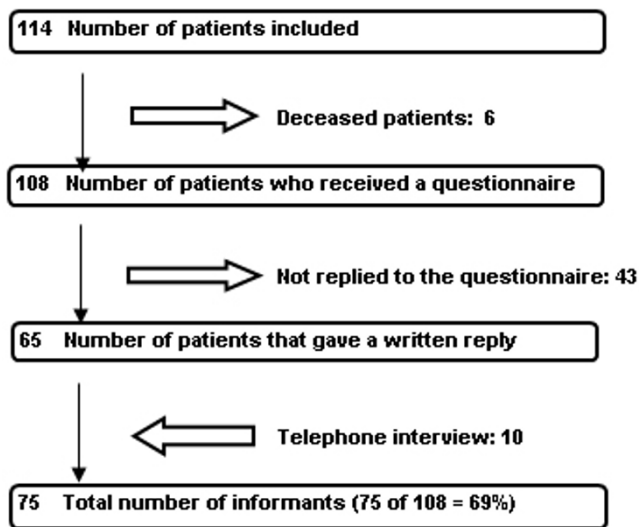 114 Number of patients included
Deceased patients: 6
108 Number of patients who received a questionnaire
Not replied to the questionnaire: 43
65 Number of patients that gave a written reply
Telephone interview: 10
75 Total number of informants (75 of 108 = 69%)